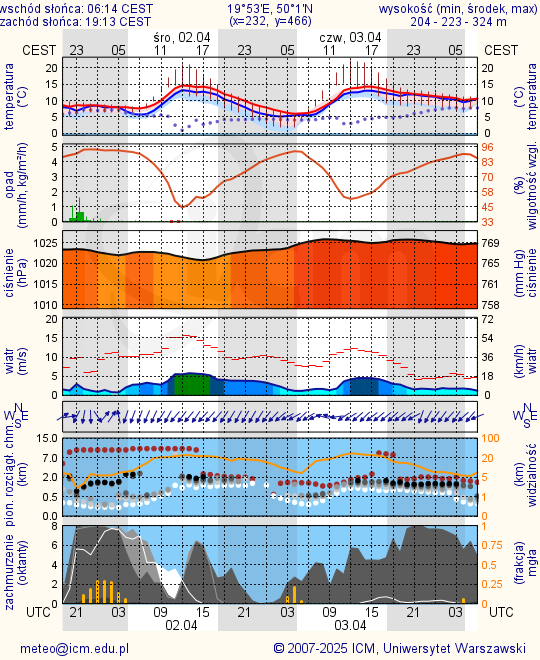 wschód słońca: 06:14 CEST 19°53'E, 50°1'N wysokość (min, środek, max)
zachód słońca: 19:13 CEST (x=232, y=466) 204 - 223 - 324 m
śro, 02.04 czw, 03.04
CEST 23 05 11 17 23 05 11 17 23 05 CEST
temperatura (°C)
20 15 10 5 0
20 15 10 5 0
temperatura (°C)
opad (mm/h, kg/m²/h)
5 4 3 2 1 0
96 83 70 58 45 33
(%) wilgotność wzgl.
ciśnienie (hPa)
1025 1020 1015 1010
769 765 761 758
(mm Hg) ciśnienie
wiatr (m/s)
20 15 10 5 0
72 54 36 18 0
(km/h) wiatr
N W E S
N W E S
pion. rozciągł. chm. (km)
15.0 7.0 2.0 0.5 0.0
100 20 5 1 0
(km) widzialność
zachmurzenie (oktanty)
8 6 4 2 0
1 0.75 0.5 0.25 0
(frakcja) mgła
UTC 21 03 09 15 21 03 09 15 21 03 UTC
02.04 03.04
meteo@icm.edu.pl © 2007-2025 ICM, Uniwersytet Warszawski